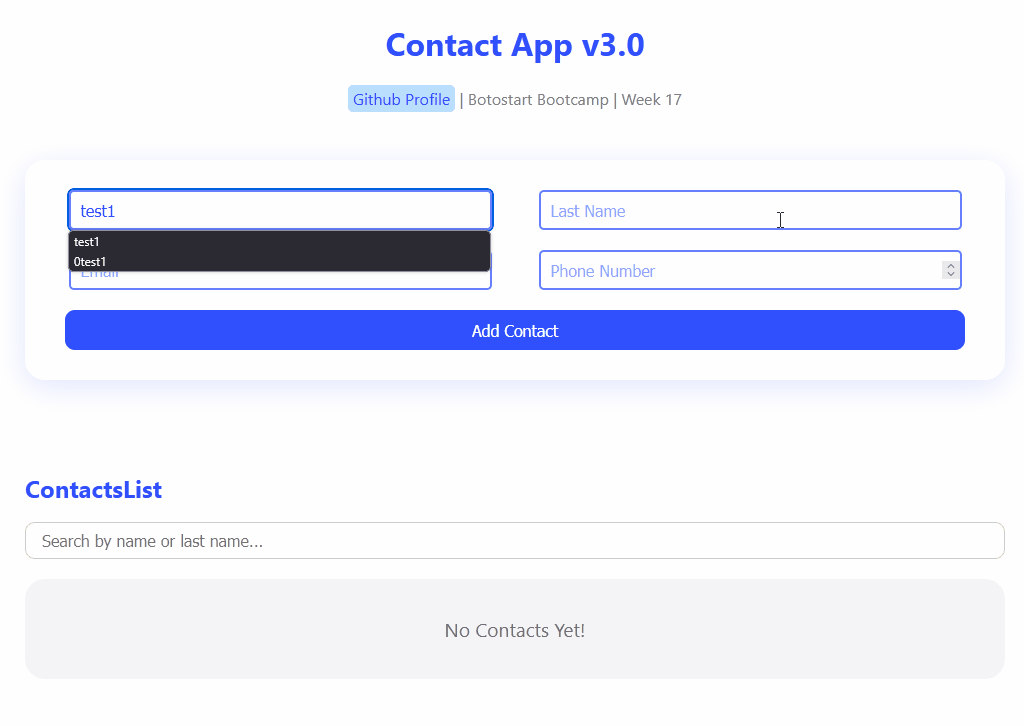 Contact App v3.0
Github Profile | Botostart Bootcamp | Week 17
test1
Last Name
test1
0test1
Email
Phone Number
Add Contact
ContactsList
Search by name or last name...
No Contacts Yet!